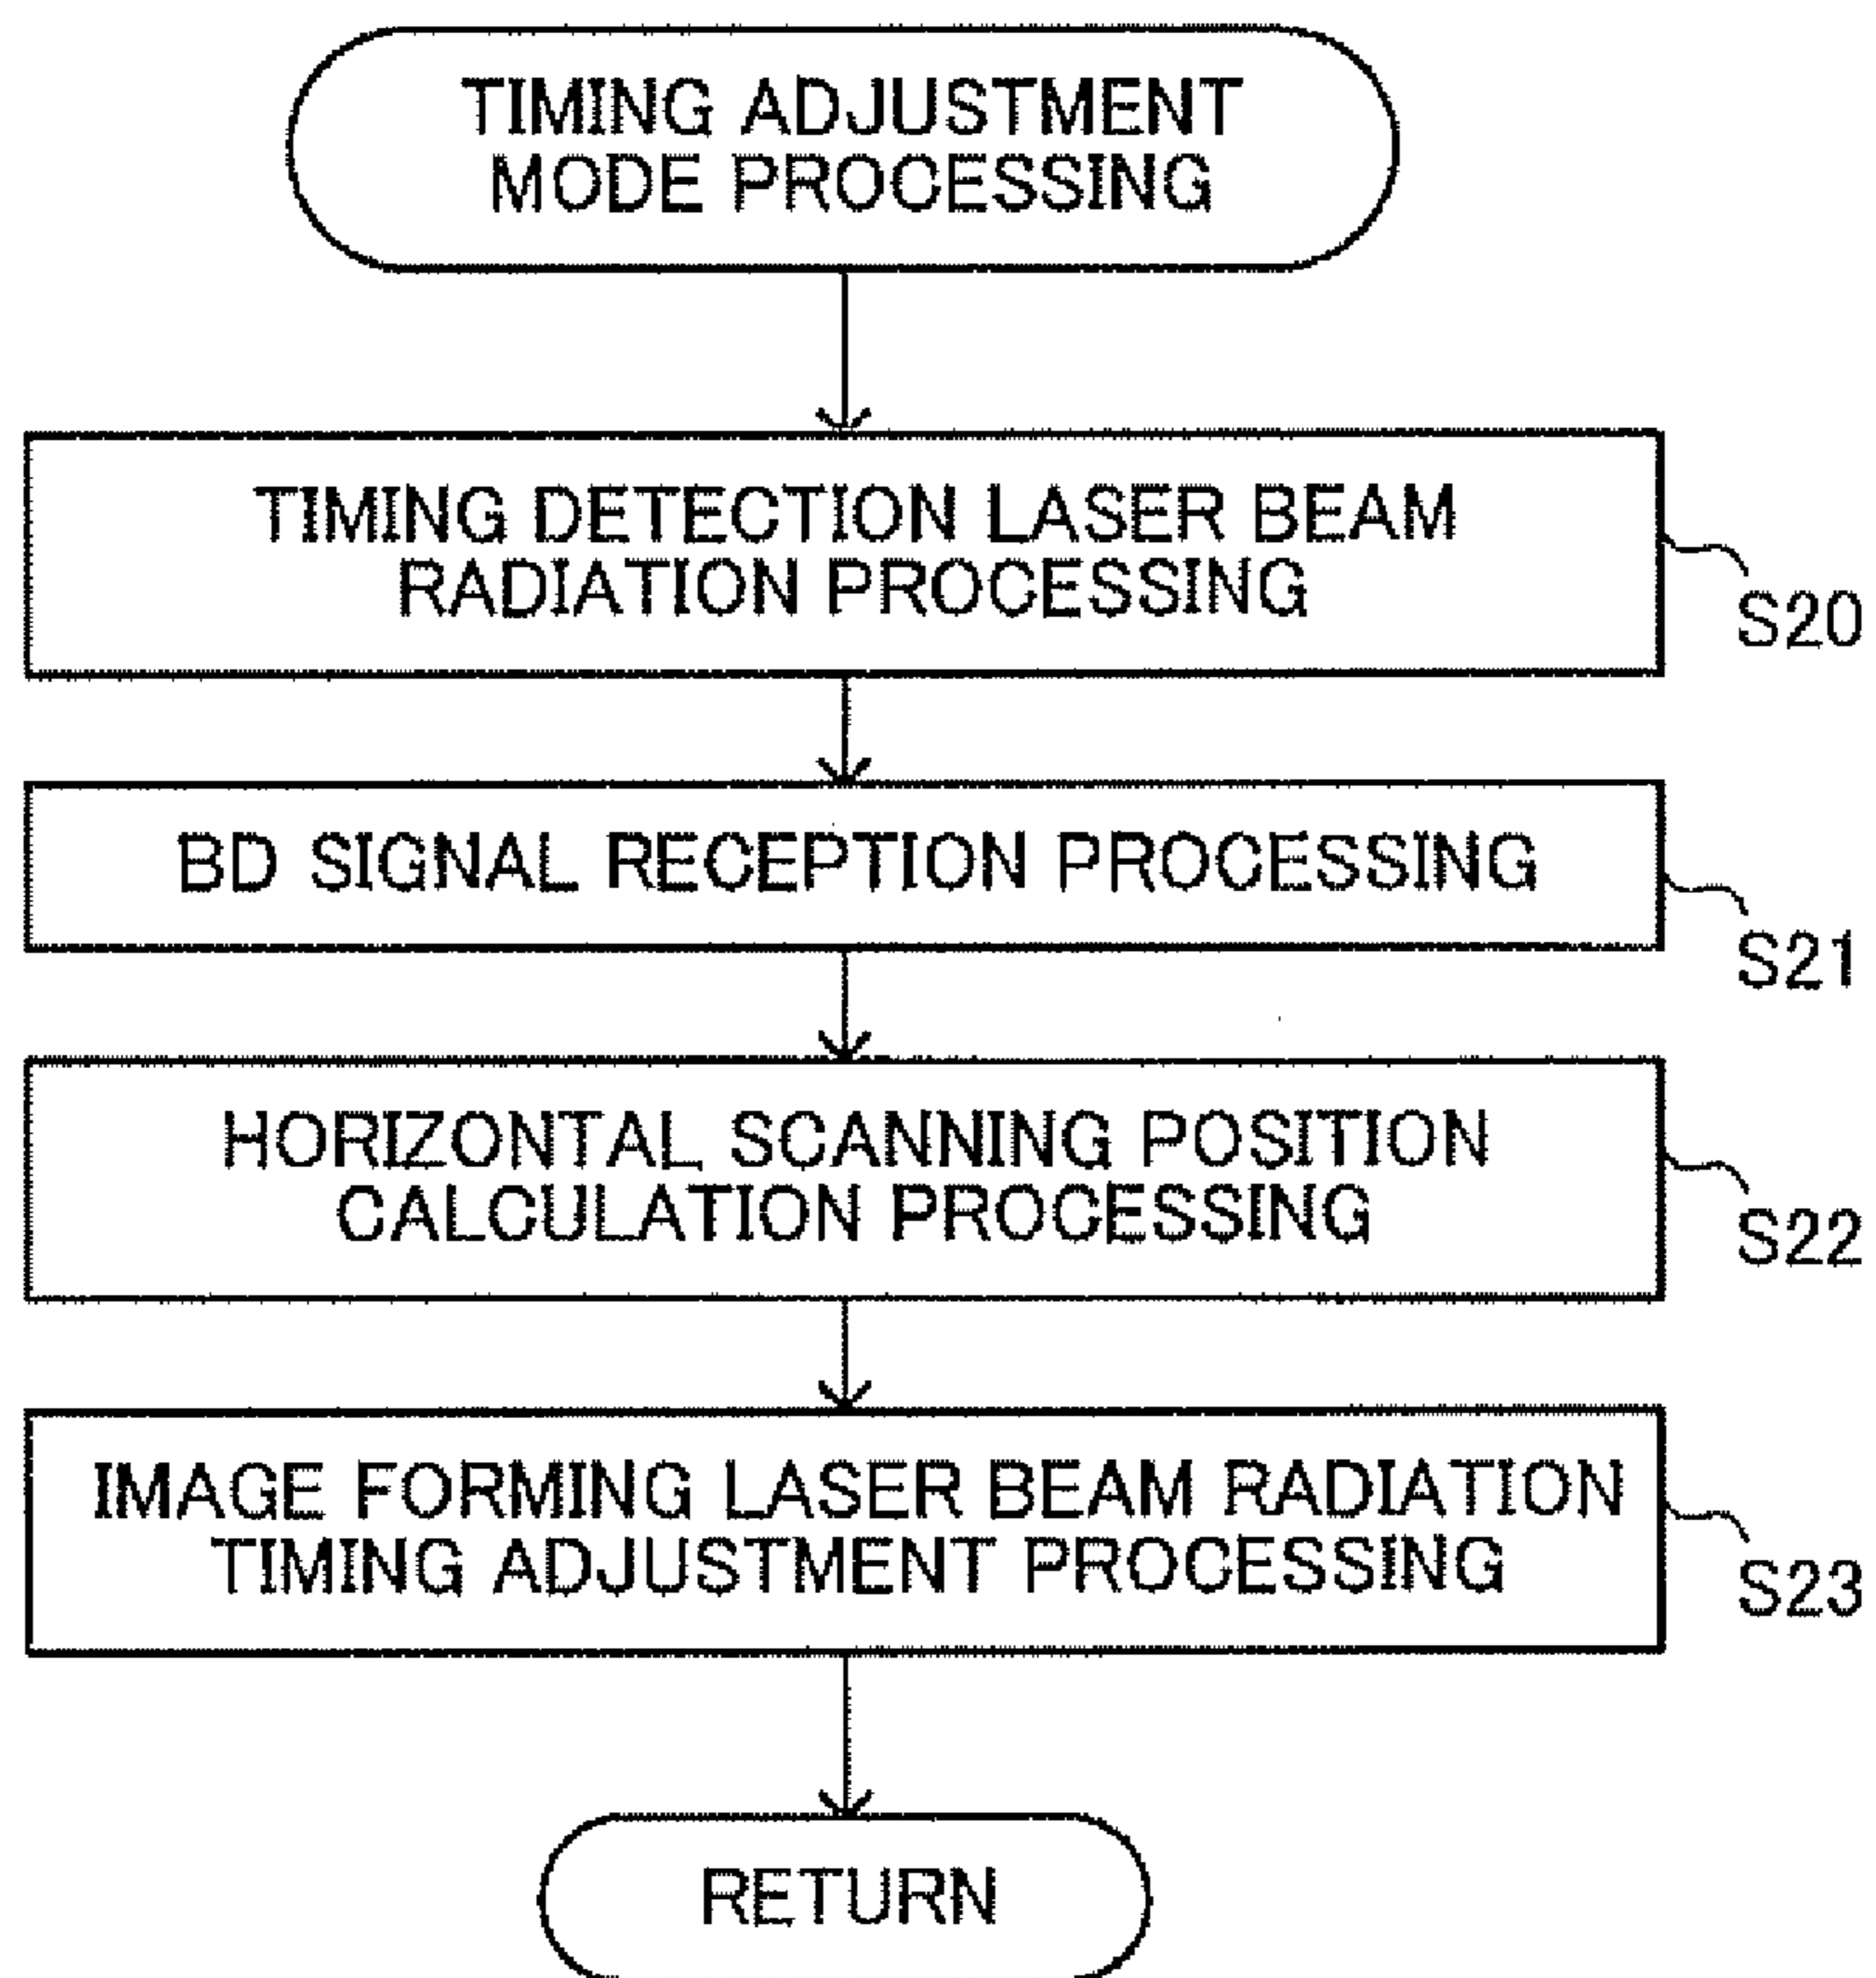 TIMING ADJUSTMENT
MODE PROCESSING
TIMING DETECTION LASER BEAM
RADIATION PROCESSING
S20
BD SIGNAL RECEPTION PROCESSING
S21
HORIZONTAL SCANNING POSITION
CALCULATION PROCESSING
S22
IMAGE FORMING LASER BEAM RADIATION
TIMING ADJUSTMENT PROCESSING
S23
RETURN